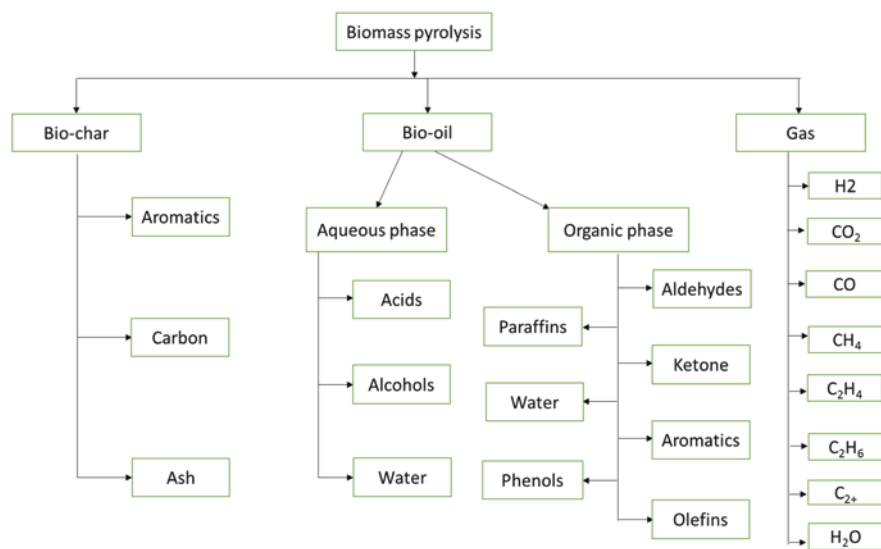 Biomass pyrolysis
Bio-char
Bio-oil
Gas
Aromatics
Carbon
Ash
Aqueous phase
Acids
Alcohols
Water
Organic phase
Aldehydes
Paraffins
Ketone
Water
Aromatics
Phenols
Olefins
H2
CO₂
CO
CH₄
C₂H₄
C₂H₆
C₂₊
H₂O